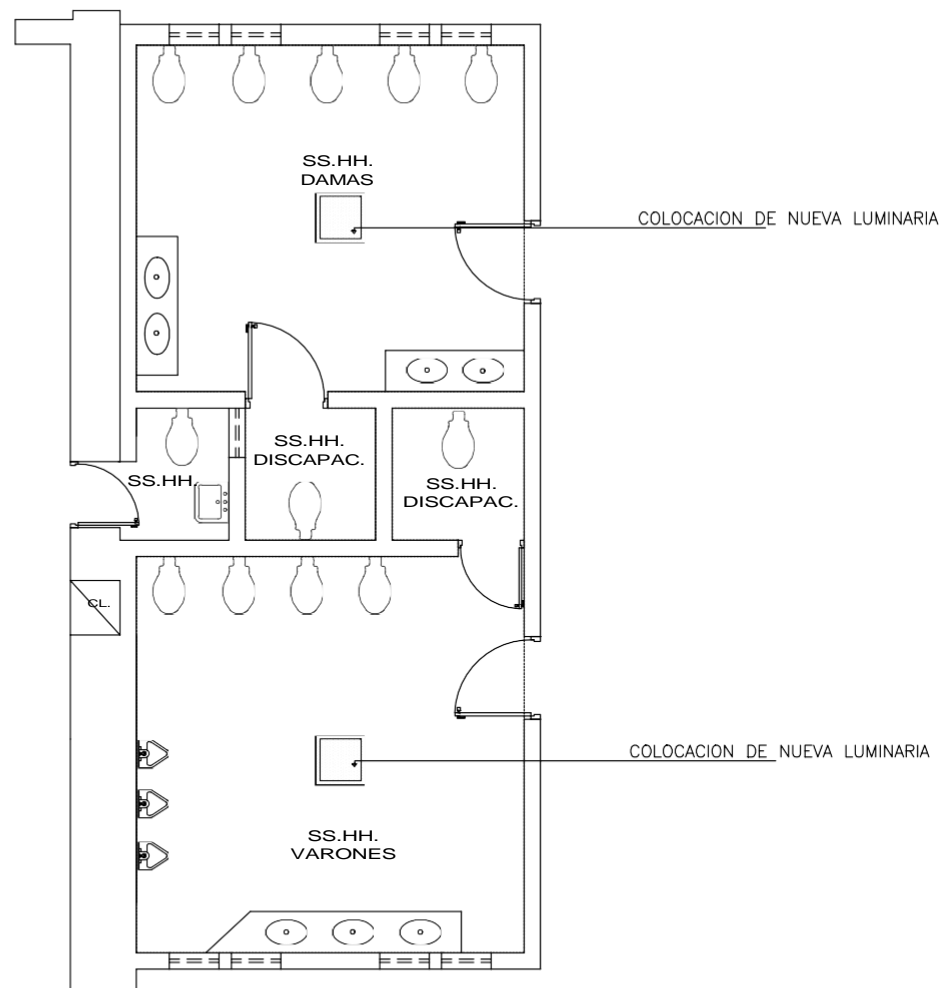 SS.HH.
DAMAS
COLOCACION DE NUEVA LUMINARIA
SS.HH.
DISCAPAC.
SS.HH.
SS.HH.
DISCAPAC.
CL.
COLOCACION DE NUEVA LUMINARIA
SS.HH.
VARONES